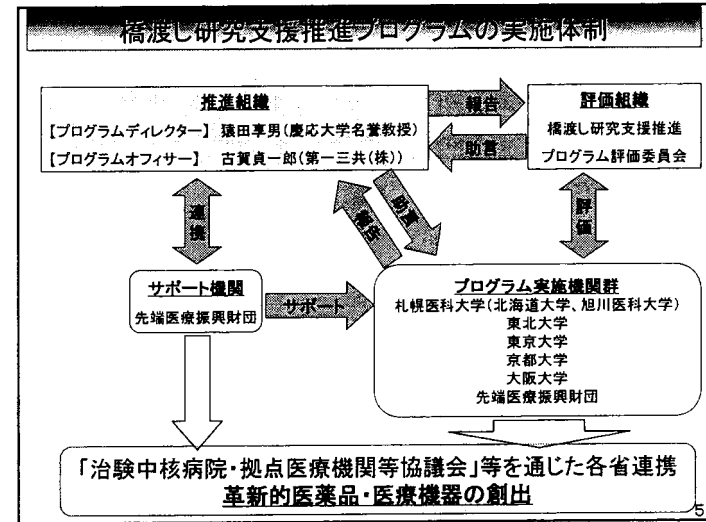 橋渡し研究支援推進プログラムの実施体制
推進組織
【プログラムディレクター】 猿田享男(慶応大学名誉教授)
【プログラムオフィサー】 古賀貞一郎(第一三共(株))
報告
助言
評価組織
橋渡し研究支援推進
プログラム評価委員会
連携
報告
助言
評価
サポート機関
先端医療振興財団
サポート
プログラム実施機関群
札幌医科大学(北海道大学、旭川医科大学)
東北大学
東京大学
京都大学
大阪大学
先端医療振興財団
「治験中核病院・拠点医療機関等協議会」等を通じた各省連携
革新的医薬品・医療機器の創出
5